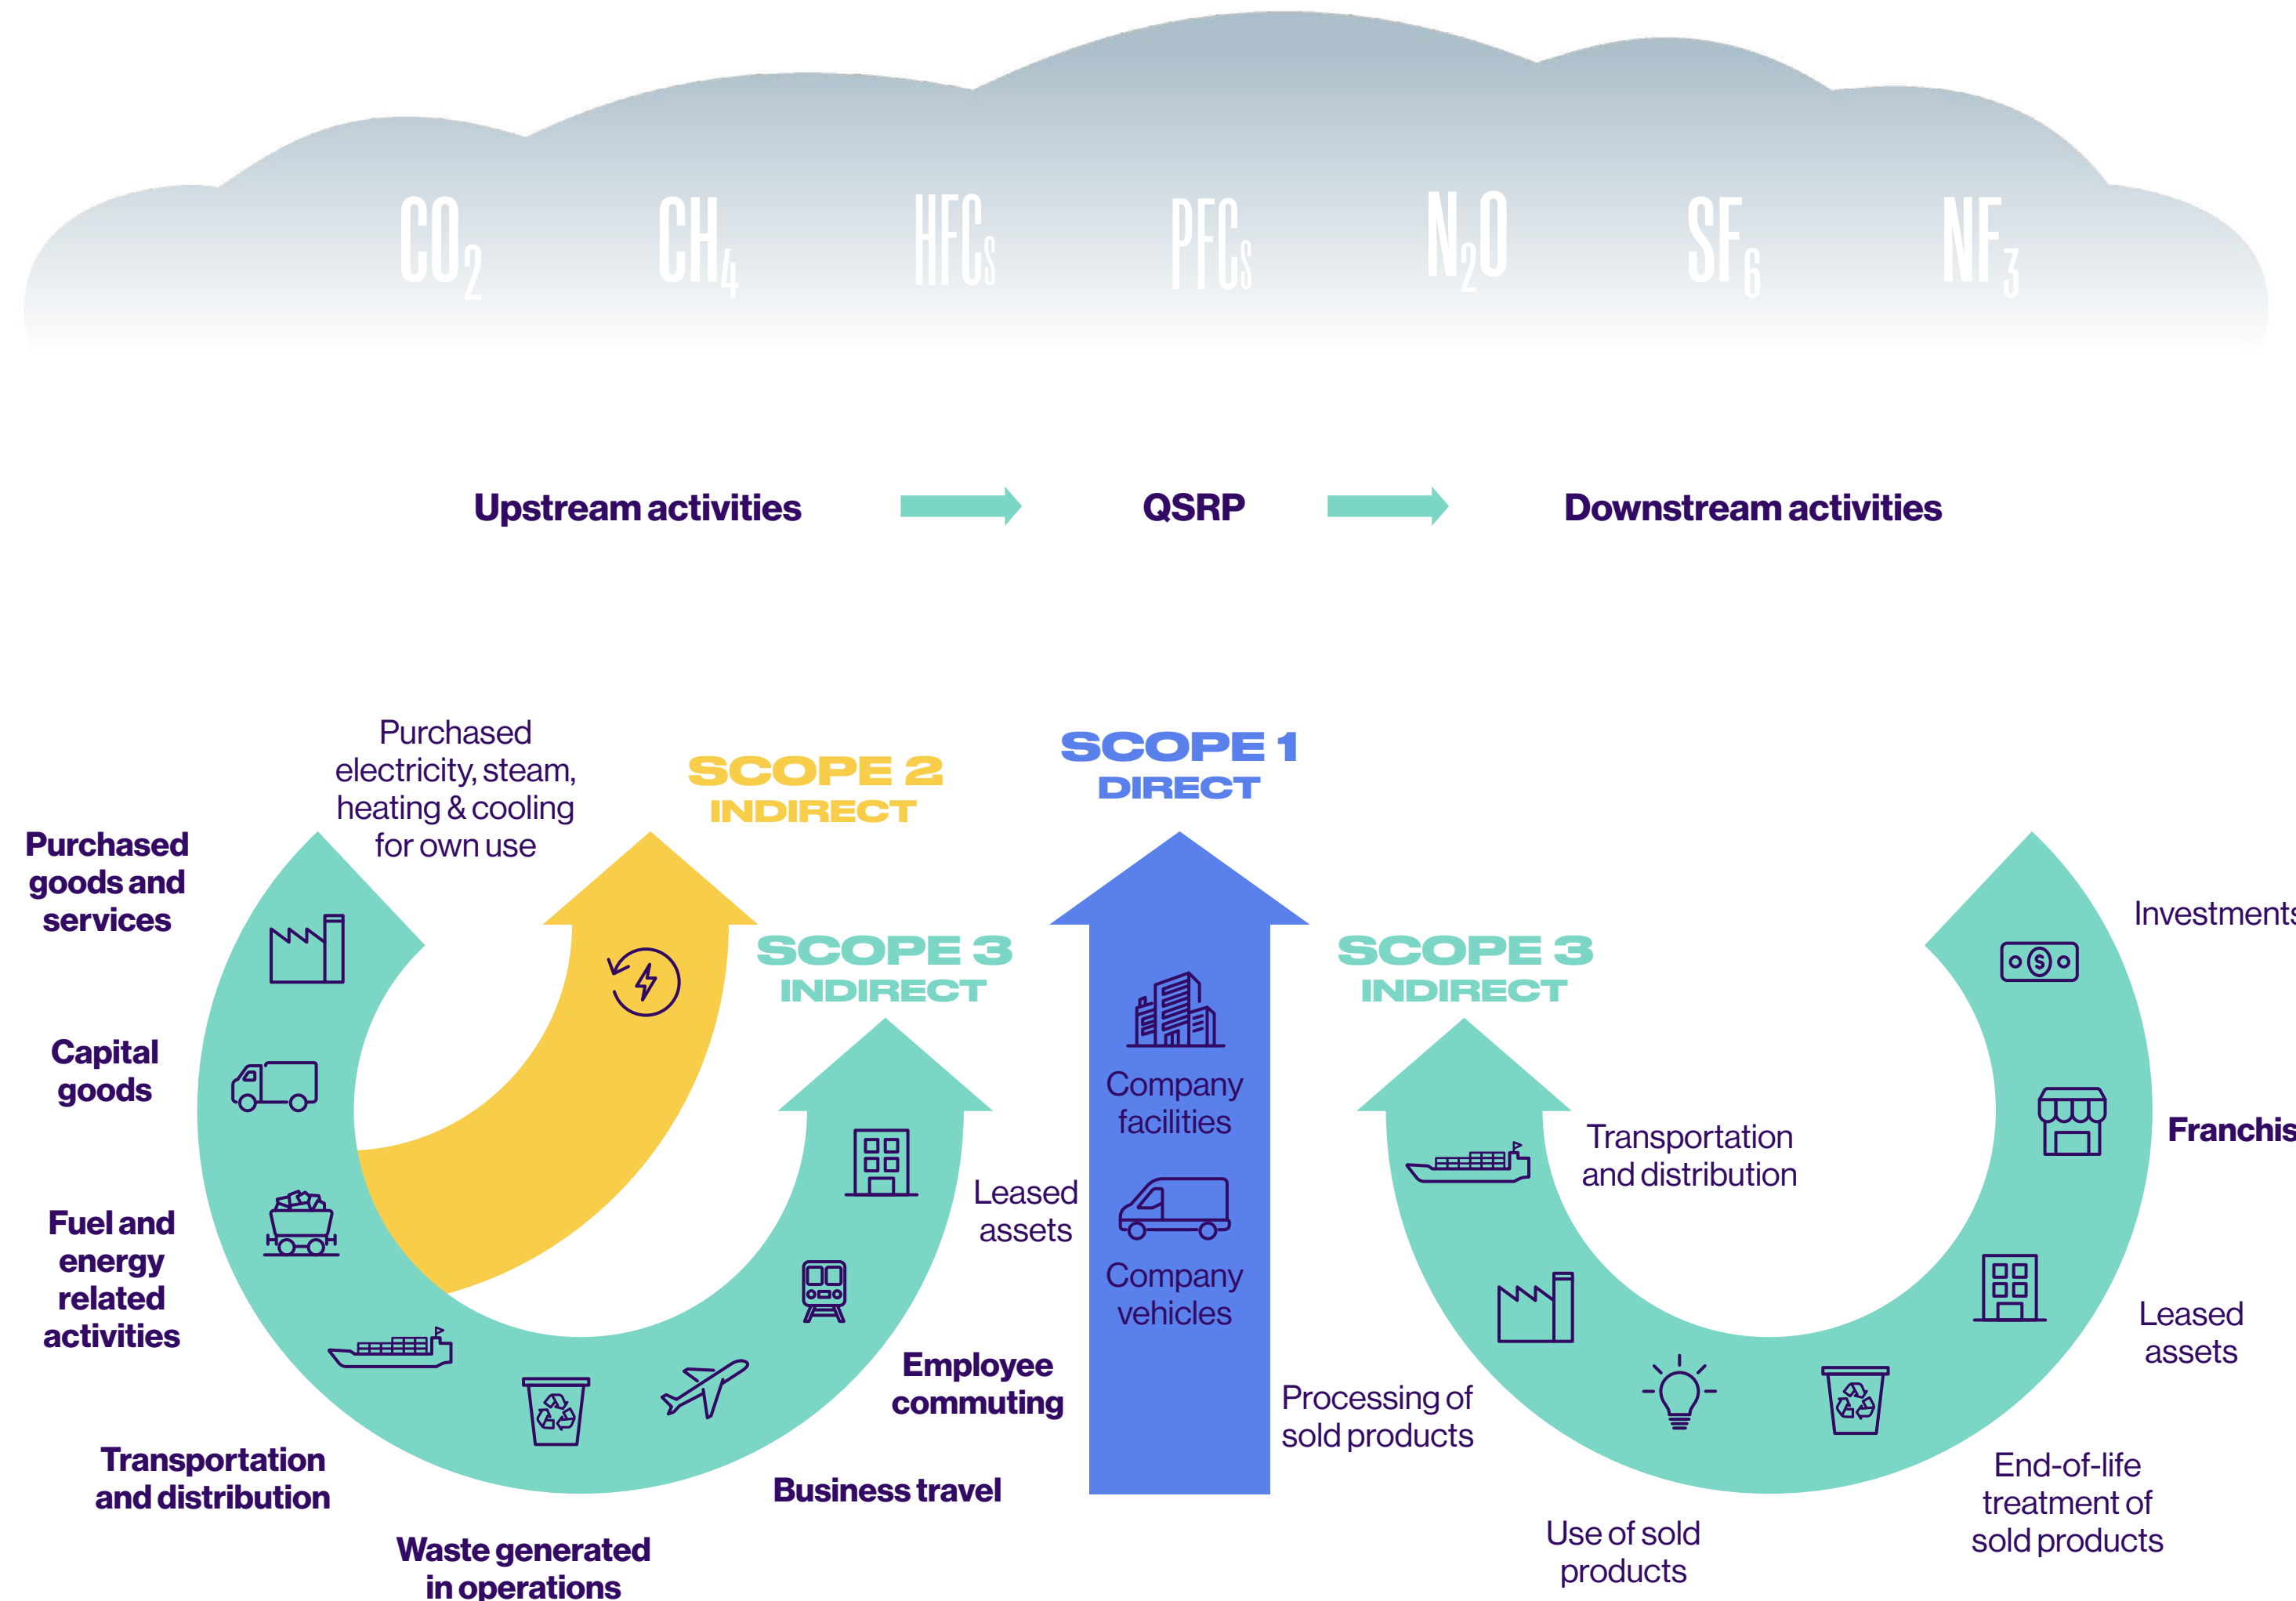 CO2 CH4 HFCs PFCs N2O SF6 NF3
Upstream activities
QSRP
Downstream activities
Purchased
electricity, steam,
heating & cooling
for own use
SCOPE 2
INDIRECT
SCOPE 1
DIRECT
Purchased
goods and
services
Capital
goods
Fuel and
energy
related
activities
Transportation
and distribution
Waste generated
in operations
Business travel
Employee
commuting
Leased
assets
SCOPE 3
INDIRECT
Company
facilities
Company
vehicles
SCOPE 3
INDIRECT
Transportation
and distribution
Processing of
sold products
Use of sold
products
End-of-life
treatment of
sold products
Leased
assets
Franchis
Investments